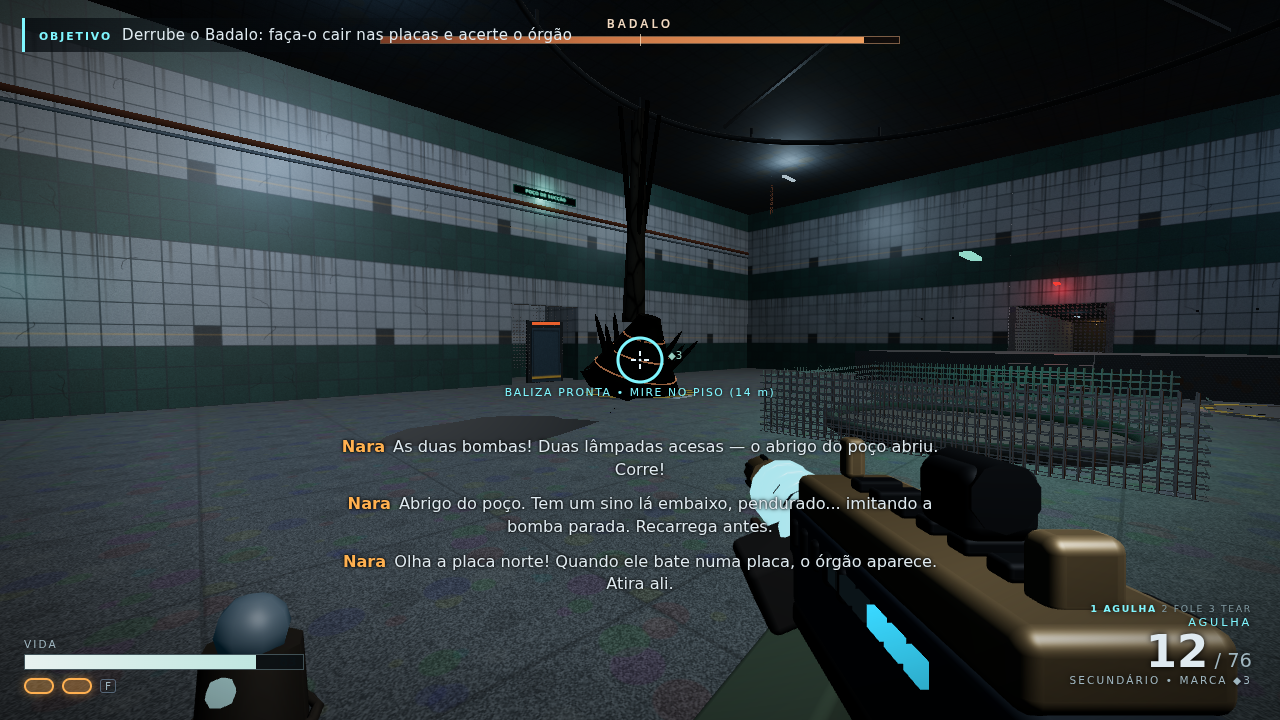 BADALO
OBJETIVO Derrube o Badalo: faça-o cair nas placas e acerte o órgão
POÇO DE SUCÇÃO
◆3
BALIZA PRONTA • MIRE NO PISO (14 m)
Nara As duas bombas! Duas lâmpadas acesas — o abrigo do poço abriu.
Corre!
Nara Abrigo do poço. Tem um sino lá embaixo, pendurado... imitando a
bomba parada. Recarrega antes.
Nara Olha a placa norte! Quando ele bate numa placa, o órgão aparece.
Atira ali.
VIDA
F
1 AGULHA 2 FOLE 3 TEAR
AGULHA
12 / 76
SECUNDÁRIO • MARCA ◆3